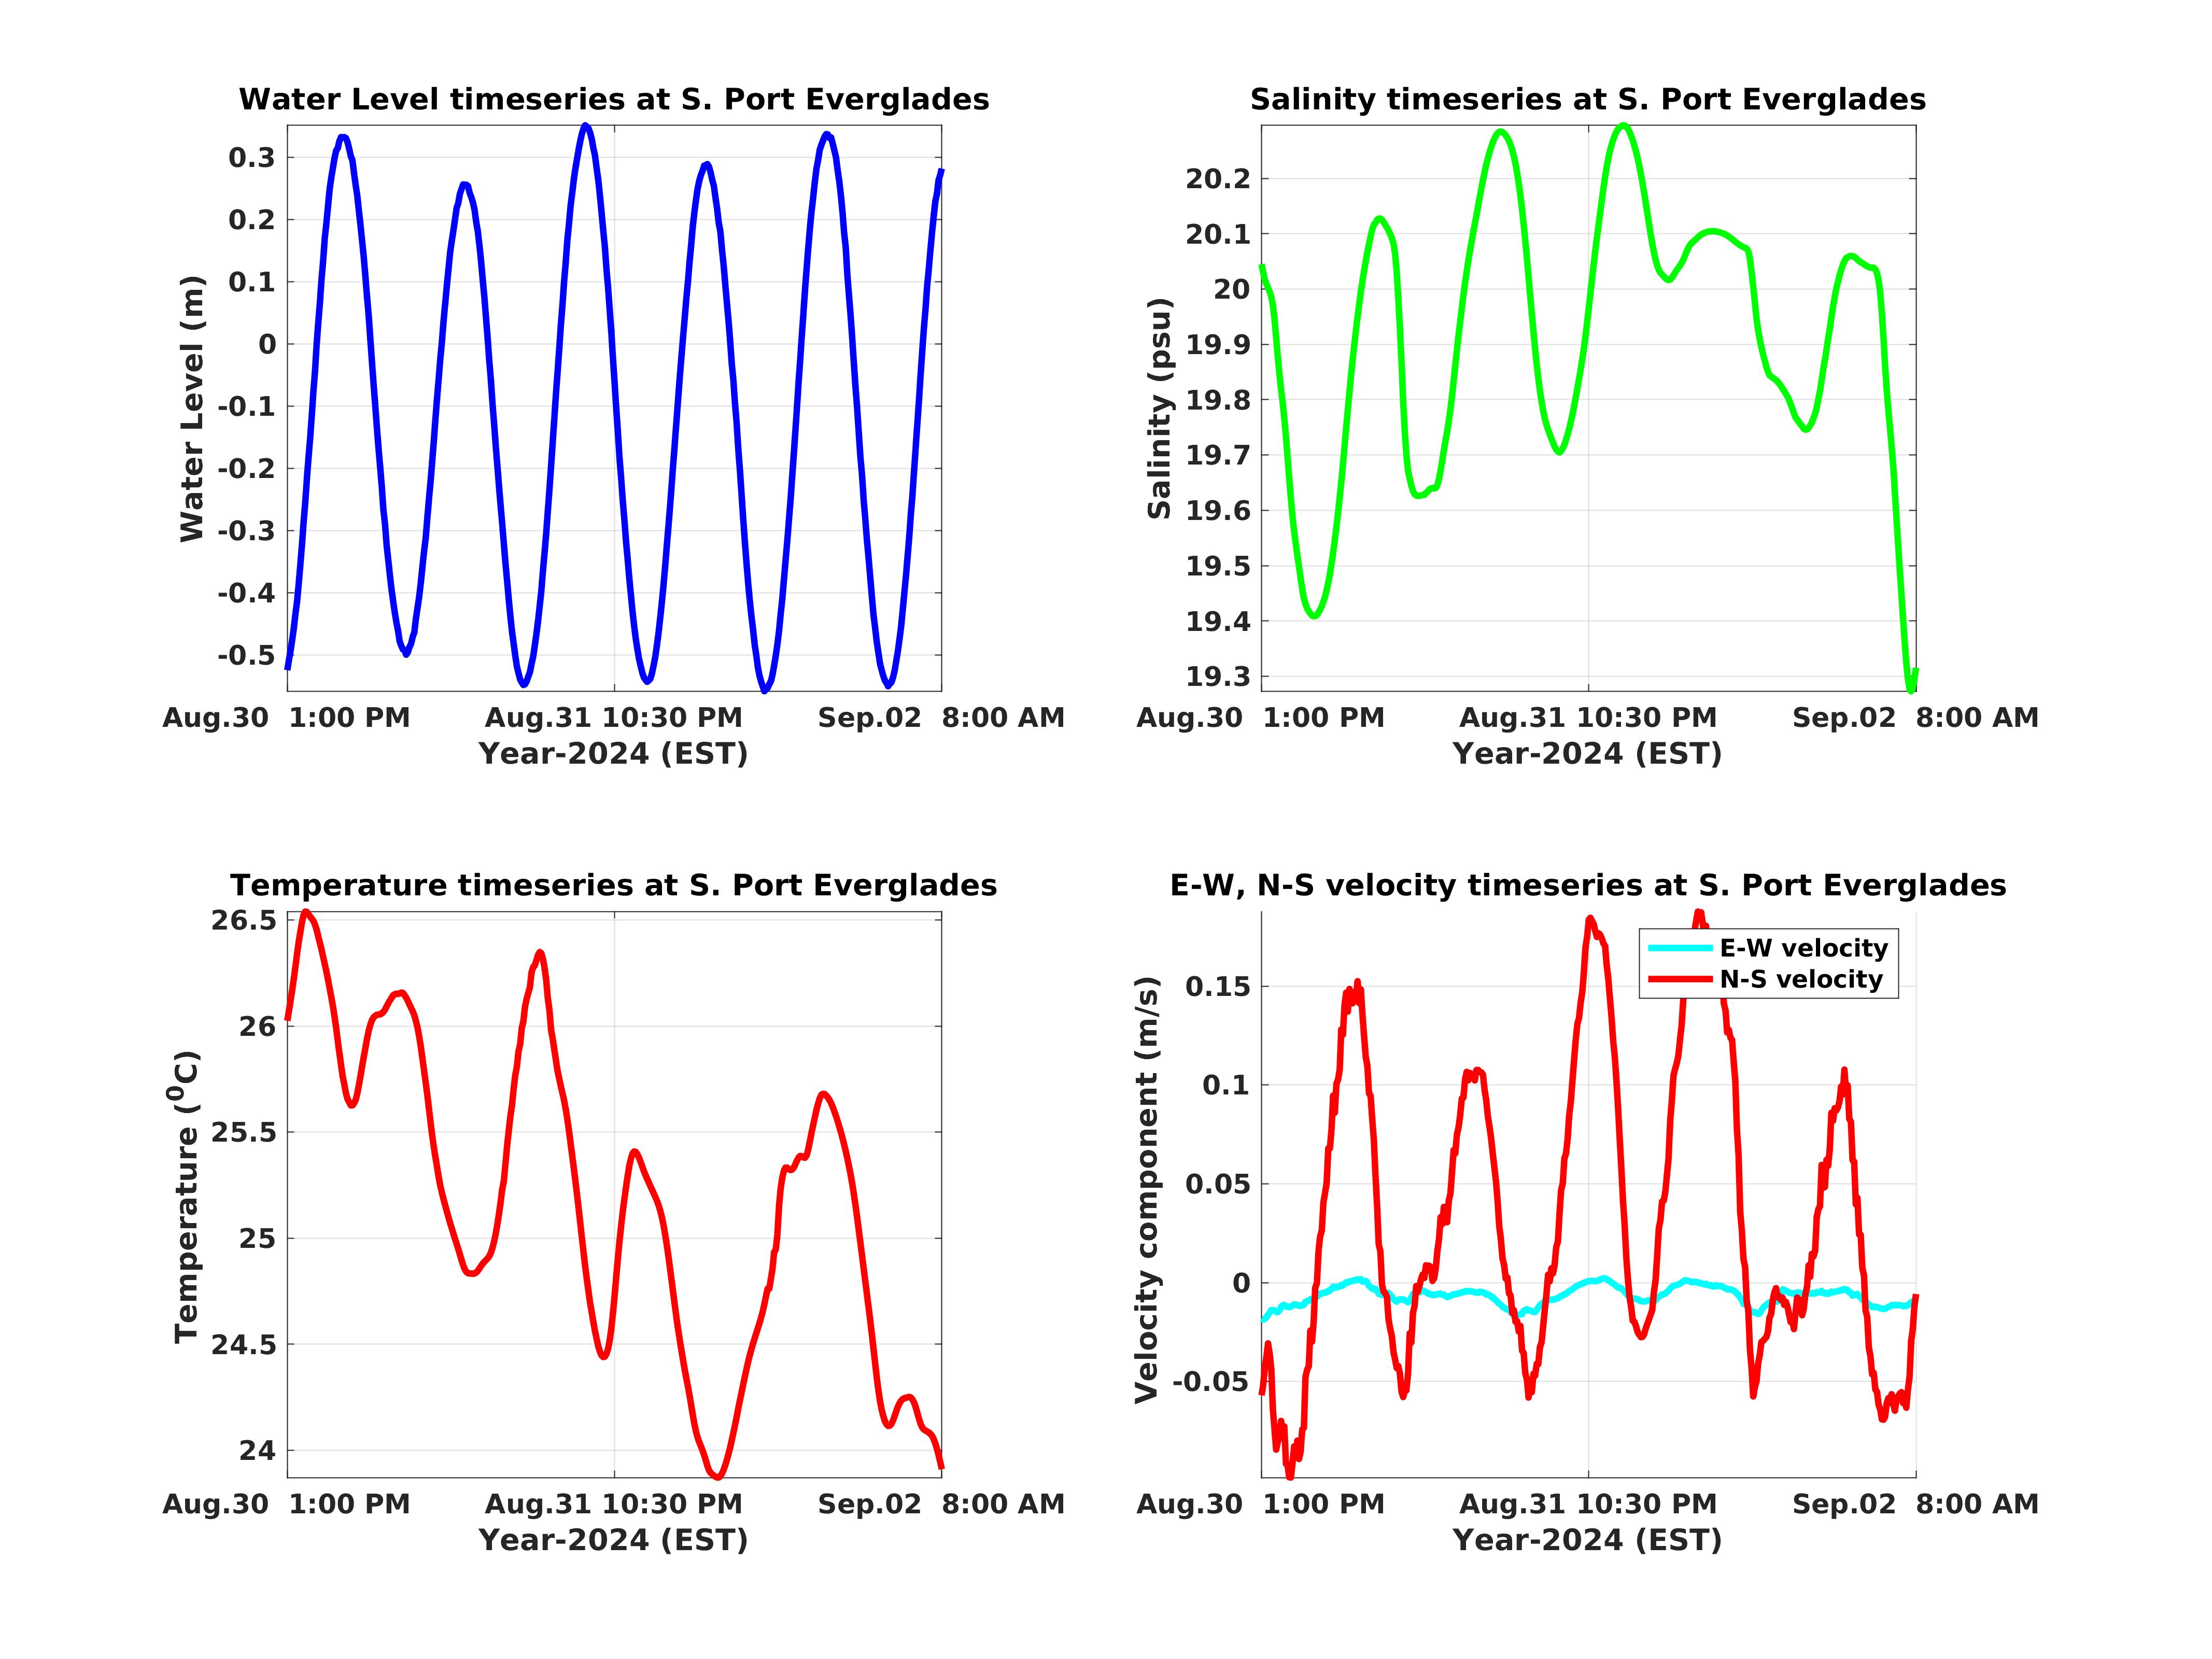 Water Level timeseries at S. Port Everglades
0.3
0.2
0.1
0
-0.1
-0.2
-0.3
-0.4
-0.5
Water Level (m)
Aug.30  1:00 PM
Aug.31 10:30 PM
Sep.02  8:00 AM
Year-2024 (EST)
Salinity timeseries at S. Port Everglades
20.2
20.1
20
19.9
19.8
19.7
19.6
19.5
19.4
19.3
Salinity (psu)
Aug.30  1:00 PM
Aug.31 10:30 PM
Sep.02  8:00 AM
Year-2024 (EST)
Temperature timeseries at S. Port Everglades
26.5
26
25.5
25
24.5
24
Temperature (⁰C)
Aug.30  1:00 PM
Aug.31 10:30 PM
Sep.02  8:00 AM
Year-2024 (EST)
E-W, N-S velocity timeseries at S. Port Everglades
E-W velocity
N-S velocity
0.15
0.1
0.05
0
-0.05
Velocity component (m/s)
Aug.30  1:00 PM
Aug.31 10:30 PM
Sep.02  8:00 AM
Year-2024 (EST)